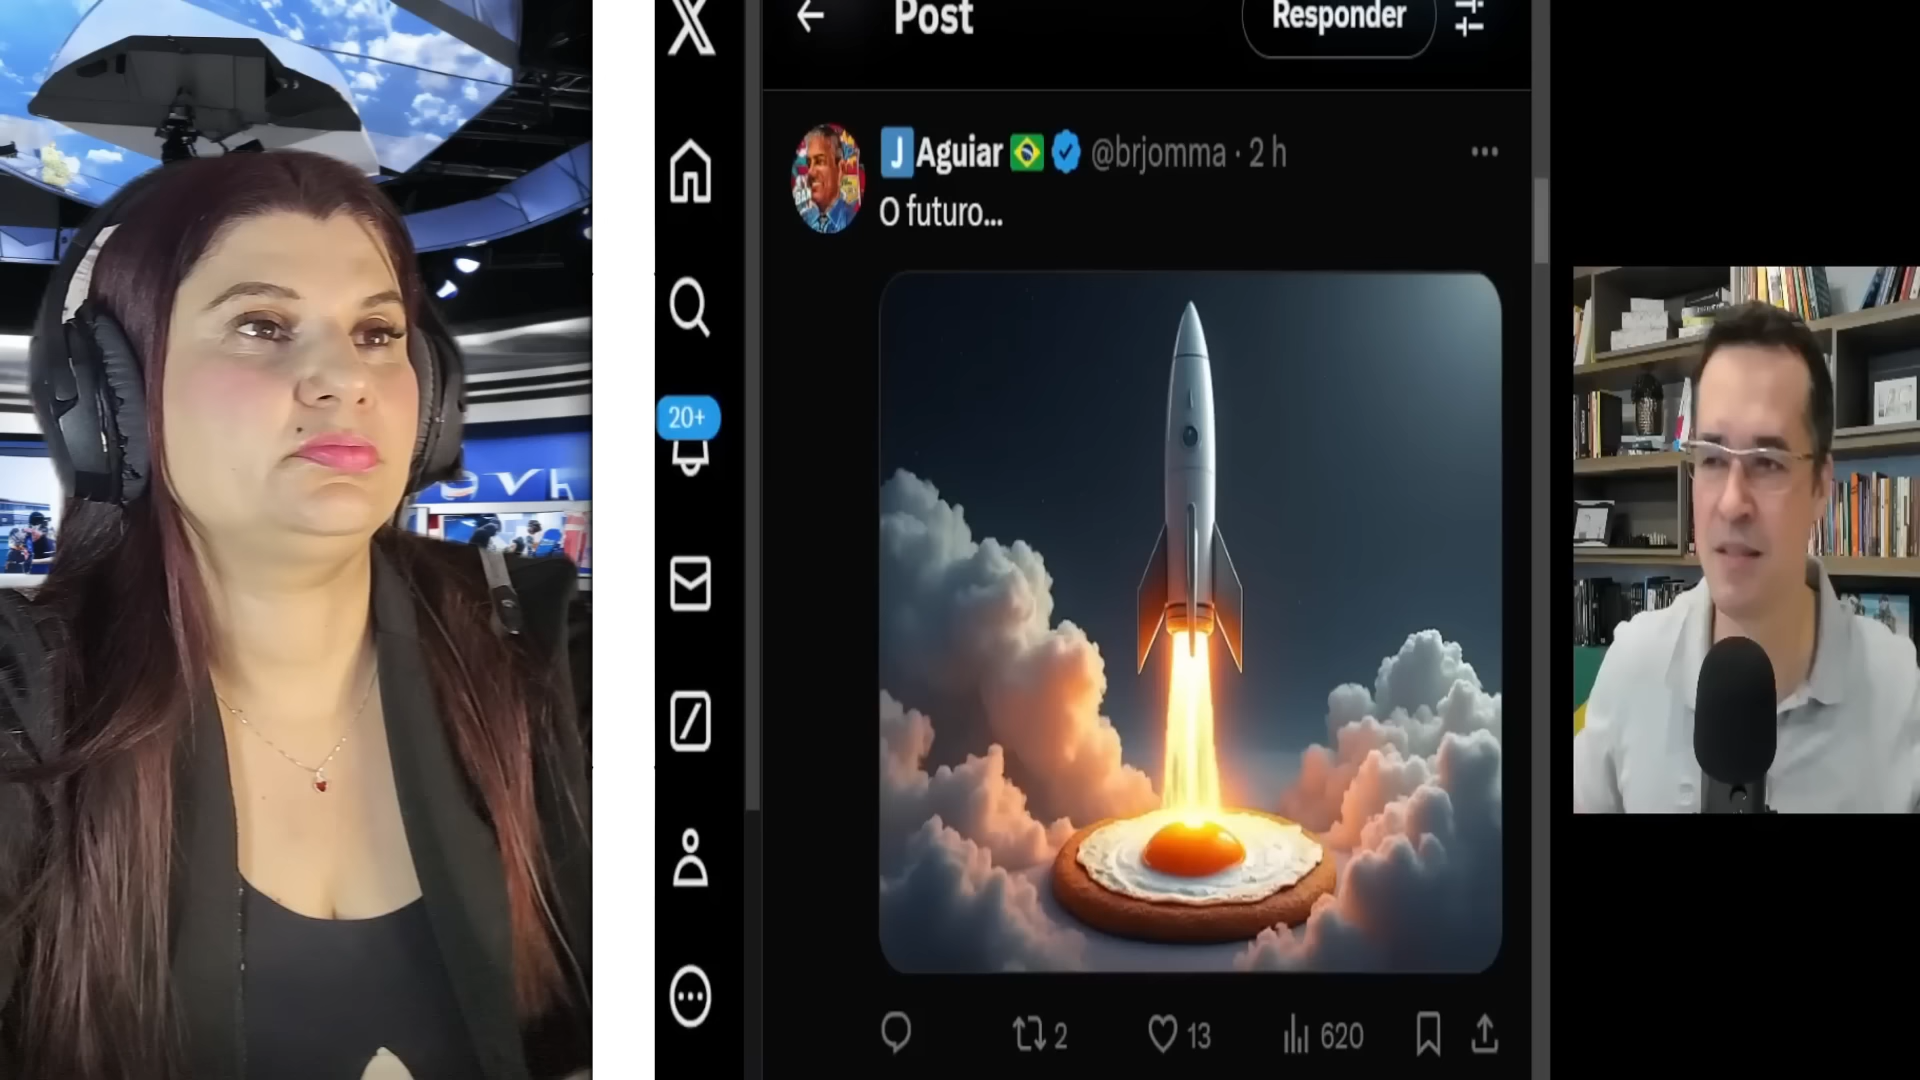 X
Post
Responder
J Aguiar 🇧🇷 @brjomma · 2 h
O futuro...
20+
2
13
620